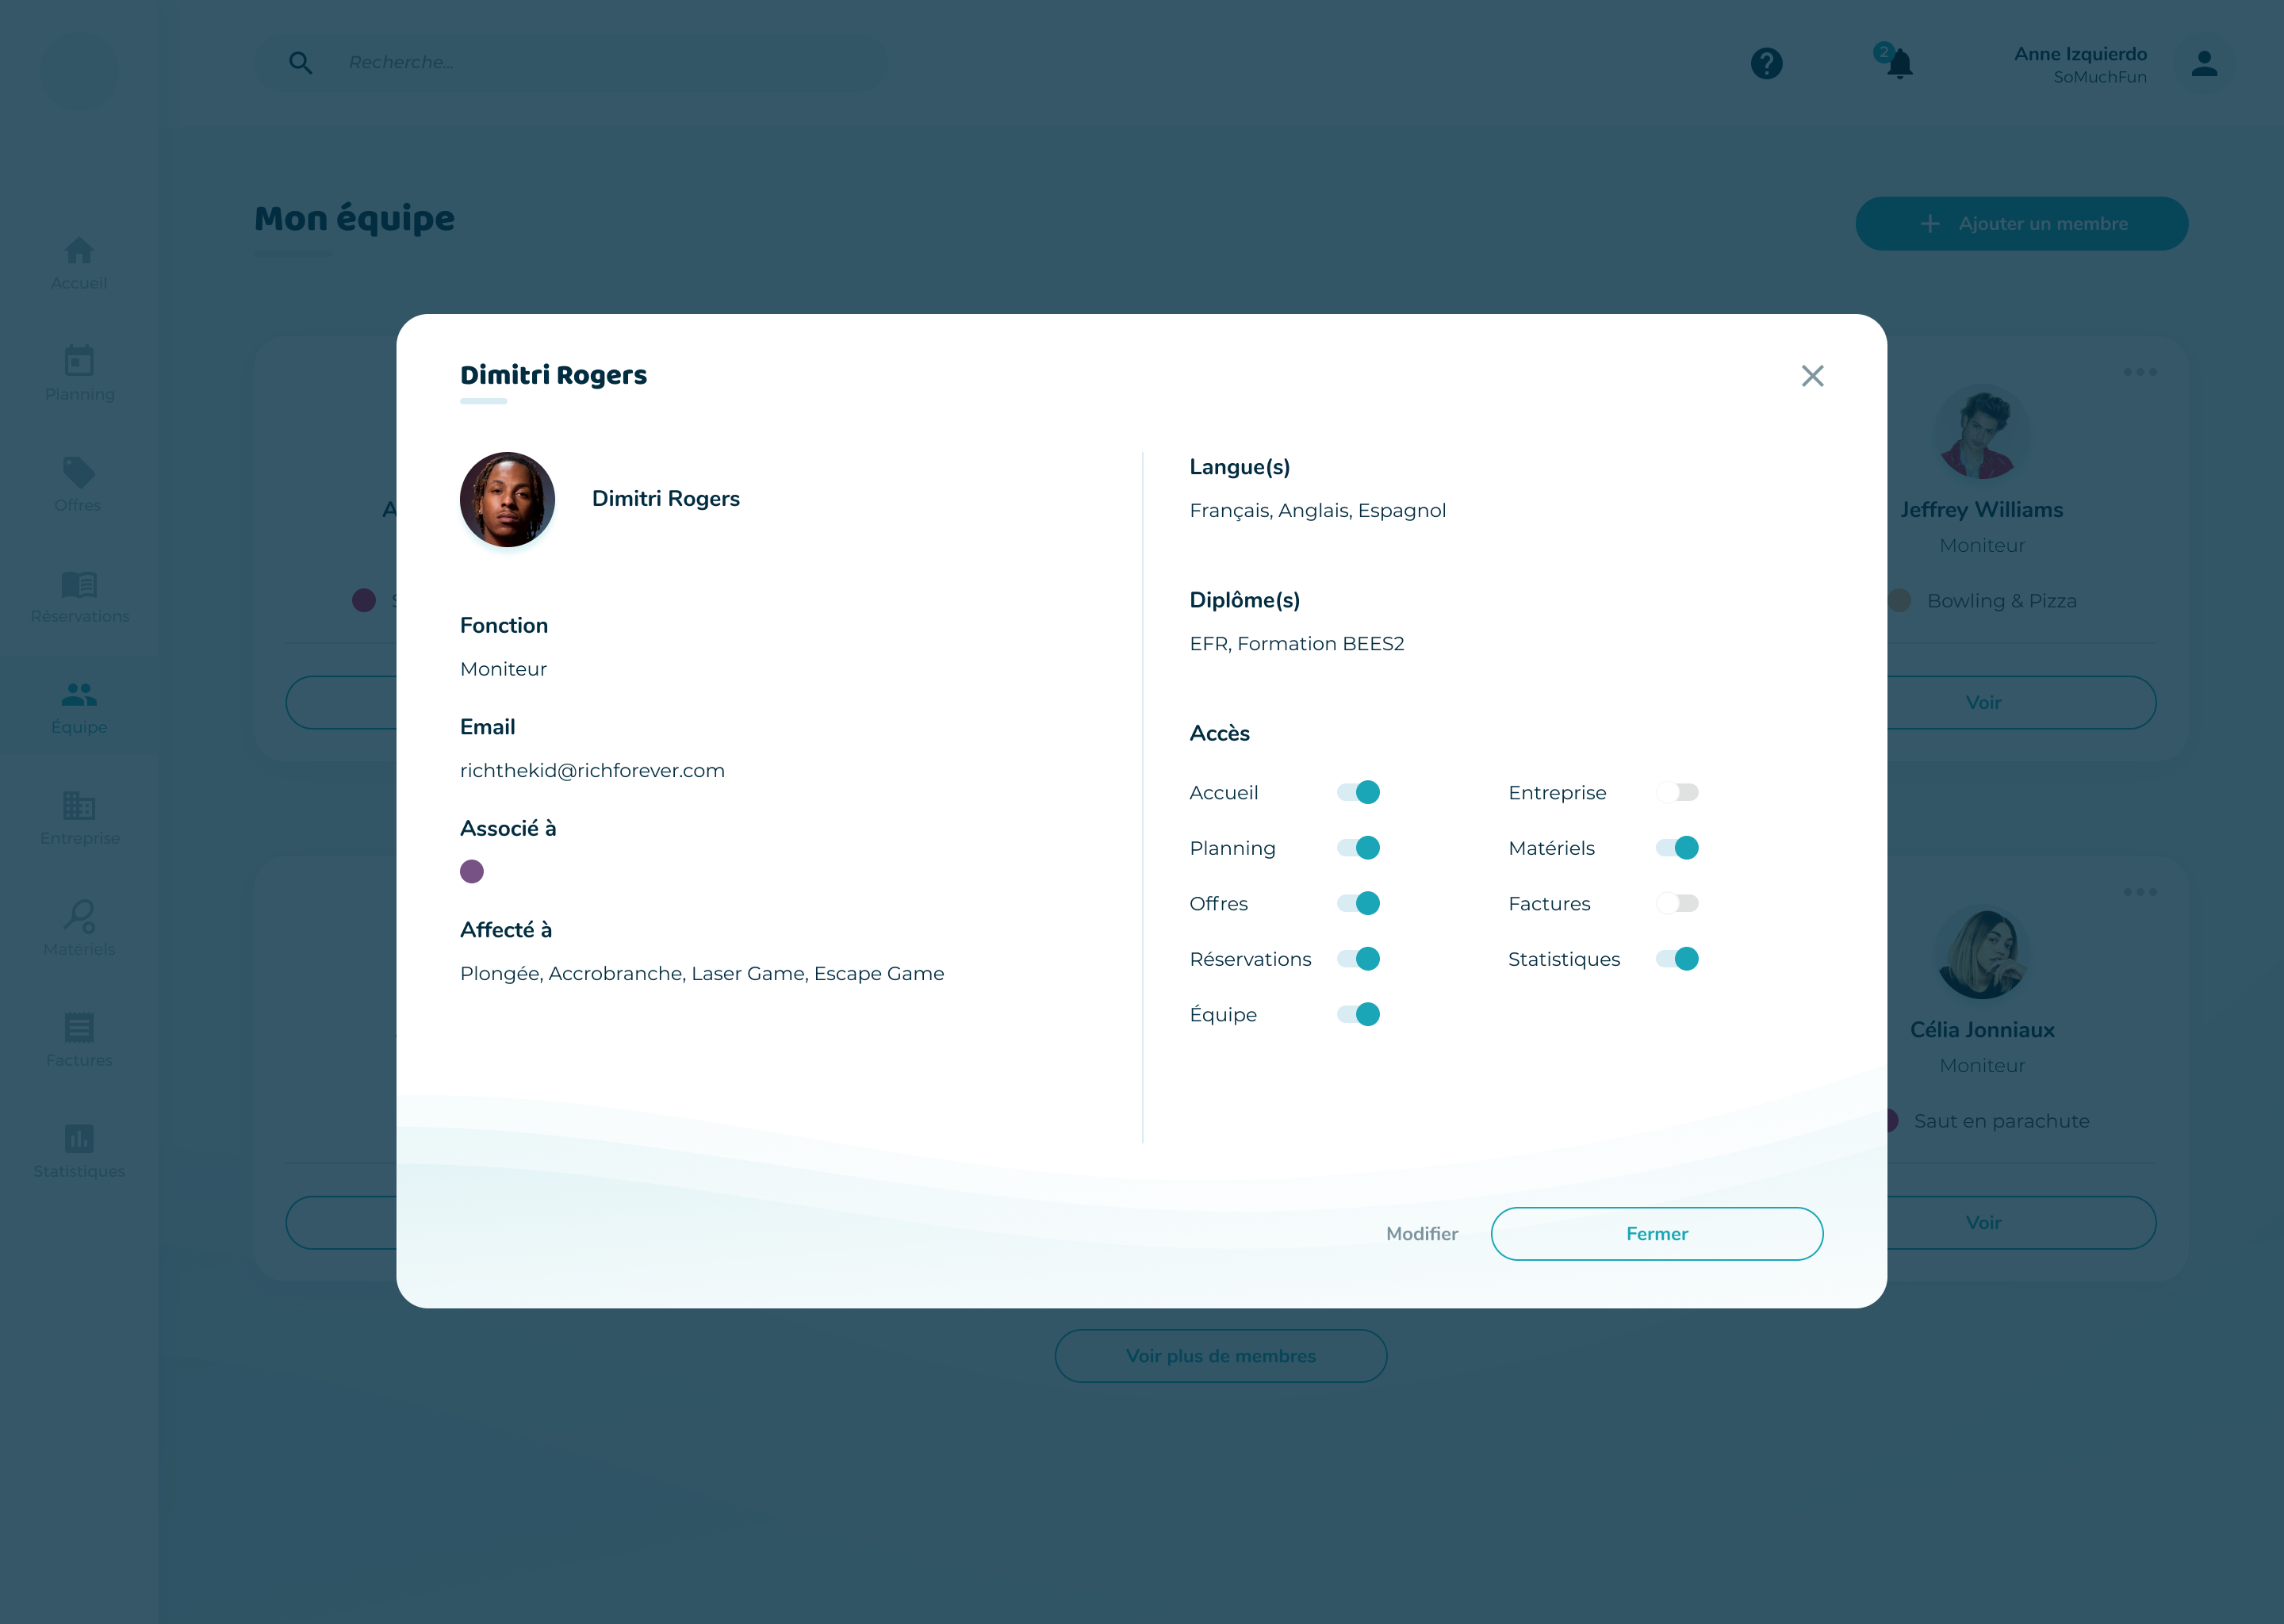 Recherche...
2
Anne Izquierdo
SoMuchFun
Mon équipe
Ajouter un membre
Accueil
Planning
Offres
Réservations
Équipe
Entreprise
Matériels
Factures
Statistiques
Dimitri Rogers
Dimitri Rogers
Fonction
Moniteur
Email
richthekid@richforever.com
Associé à
Affecté à
Plongée, Accrobranche, Laser Game, Escape Game
Langue(s)
Français, Anglais, Espagnol
Diplôme(s)
EFR, Formation BEES2
Accès
Accueil
Entreprise
Planning
Matériels
Offres
Factures
Réservations
Statistiques
Équipe
Modifier
Fermer
Jeffrey Williams
Moniteur
Bowling & Pizza
Voir
Célia Jonniaux
Moniteur
Saut en parachute
Voir
Voir plus de membres